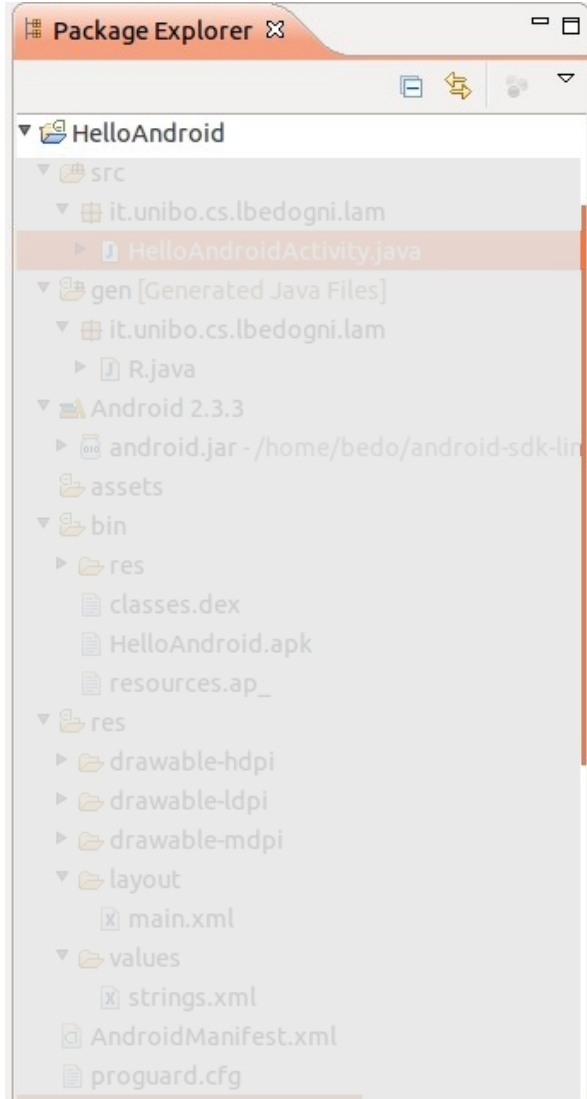 Package Explorer
HelloAndroid
src
it.unibo.cs.lbedogni.lam
HelloAndroidActivity.java
gen [Generated Java Files]
it.unibo.cs.lbedogni.lam
R.java
Android 2.3.3
android.jar - /home/bedo/android-sdk-lin
assets
bin
res
classes.dex
HelloAndroid.apk
resources.ap_
res
drawable-hdpi
drawable-ldpi
drawable-mdpi
layout
main.xml
values
strings.xml
AndroidManifest.xml
proguard.cfg